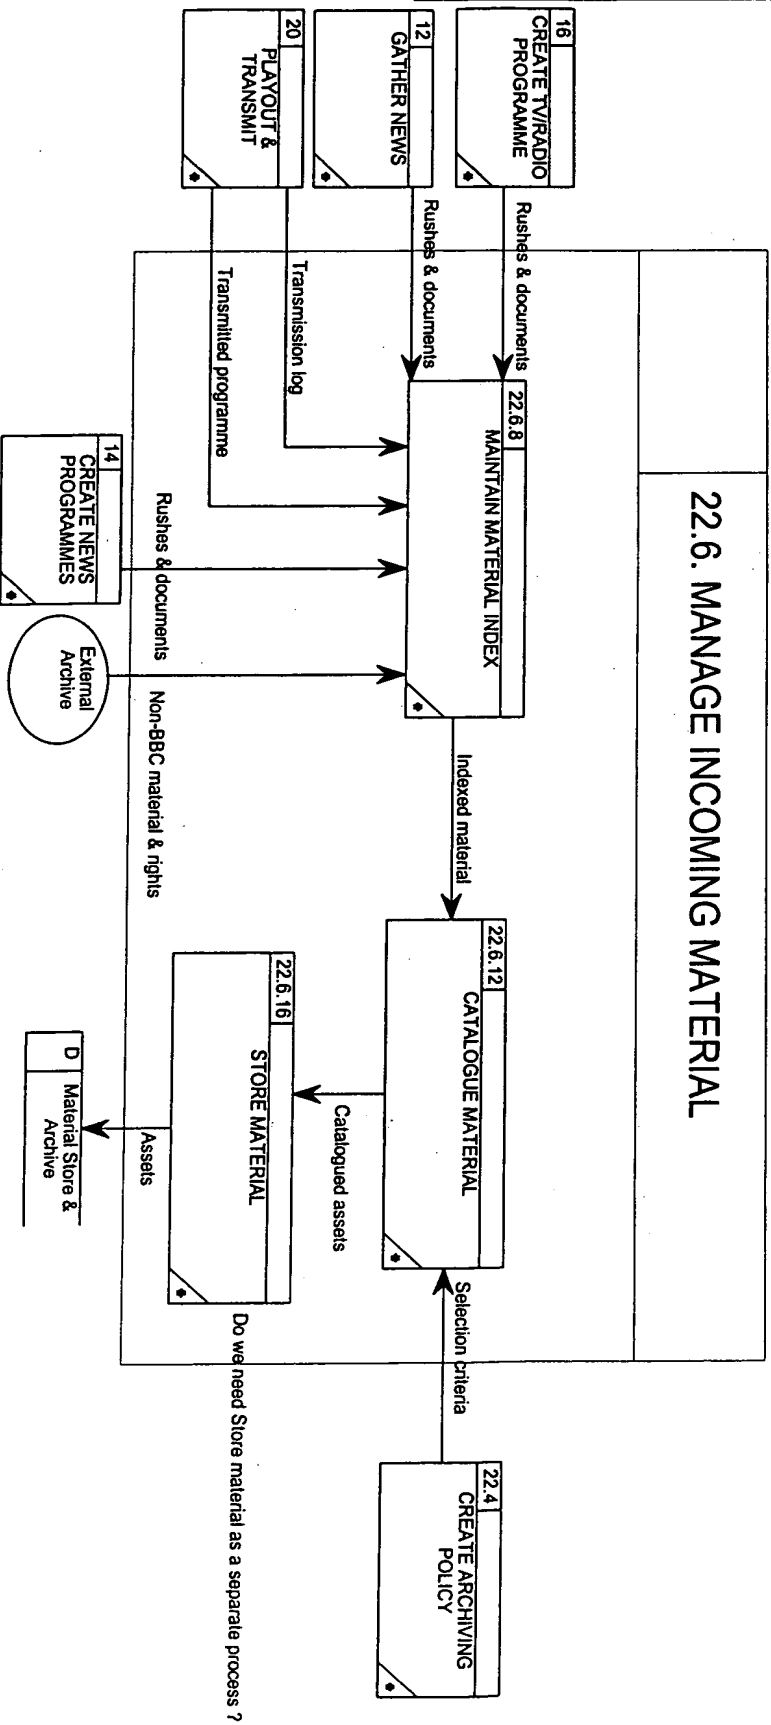 22.6. MANAGE INCOMING MATERIAL
16
CREATE TV/RADIO
PROGRAMME
Rushes & documents
12
GATHER NEWS
Rushes & documents
20
PLAYOUT &
TRANSMIT
Transmission log
Transmitted programme
22.6.8
MAINTAIN MATERIAL INDEX
Indexed material
22.6.12
CATALOGUE MATERIAL
Selection criteria
22.4
CREATE ARCHIVING
POLICY
Catalogued assets
22.6.16
STORE MATERIAL
Do we need Store material as a separate process ?
Assets
D
Material Store &
Archive
14
CREATE NEWS
PROGRAMMES
Rushes & documents
External
Archive
Non-BBC material & rights